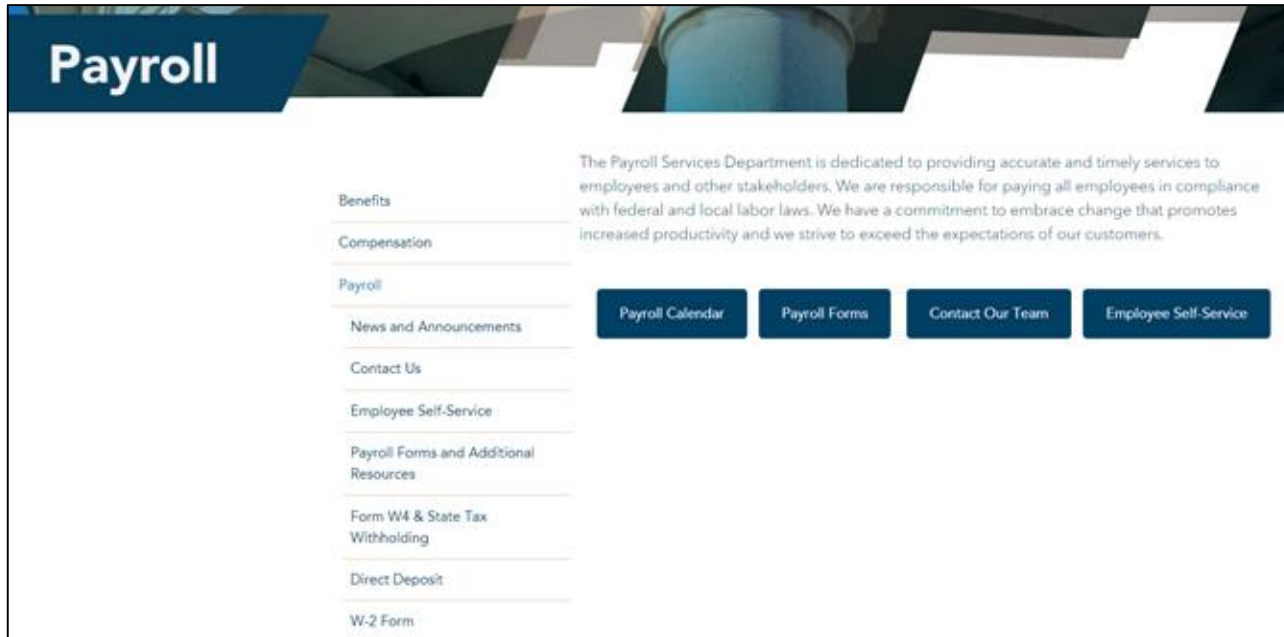 Payroll
Benefits
Compensation
Payroll
News and Announcements
Contact Us
Employee Self-Service
Payroll Forms and Additional
Resources
Form W4 & State Tax
Withholding
Direct Deposit
W-2 Form
The Payroll Services Department is dedicated to providing accurate and timely services to
employees and other stakeholders. We are responsible for paying all employees in compliance
with federal and local labor laws. We have a commitment to embrace change that promotes
increased productivity and we strive to exceed the expectations of our customers.
Payroll Calendar
Payroll Forms
Contact Our Team
Employee Self-Service